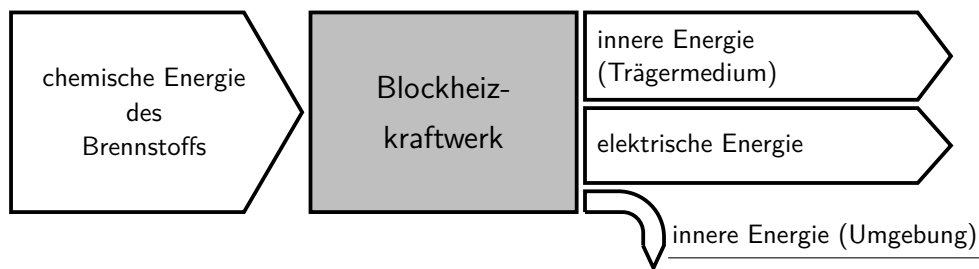 chemische Energie
des
Brennstoffs
Blockheiz-
kraftwerk
innere Energie
(Trägermedium)
elektrische Energie
innere Energie (Umgebung)